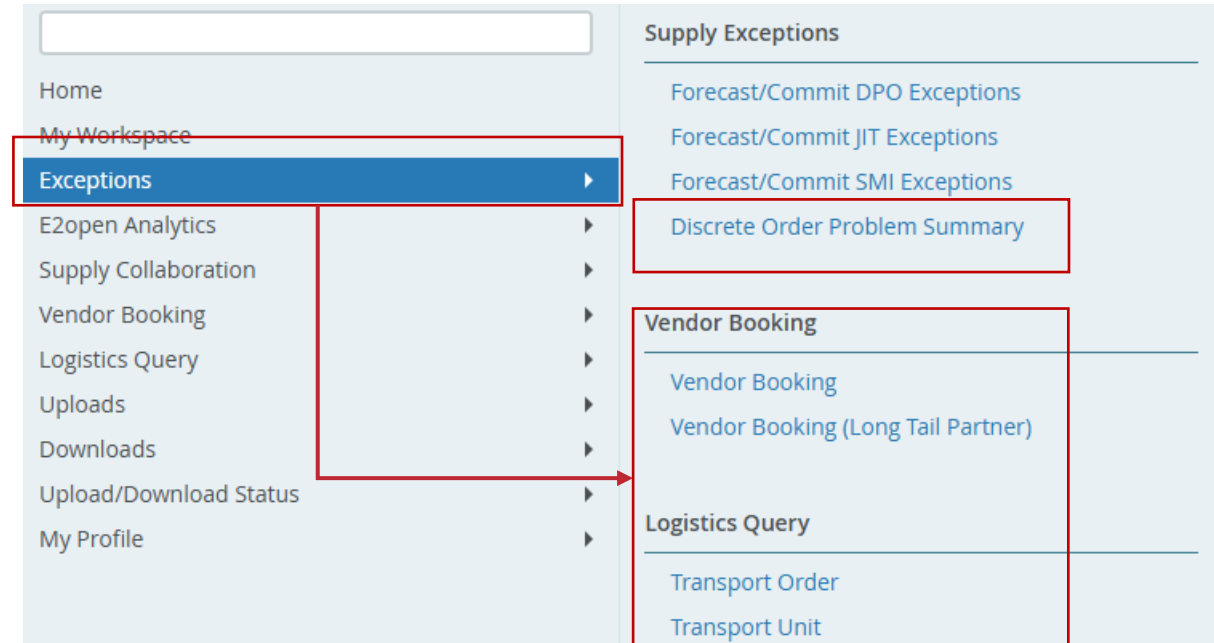 Home
My Workspace
Exceptions
E2open Analytics
Supply Collaboration
Vendor Booking
Logistics Query
Uploads
Downloads
Upload/Download Status
My Profile
Supply Exceptions
Forecast/Commit DPO Exceptions
Forecast/Commit JIT Exceptions
Forecast/Commit SMI Exceptions
Discrete Order Problem Summary
Vendor Booking
Vendor Booking
Vendor Booking (Long Tail Partner)
Logistics Query
Transport Order
Transport Unit